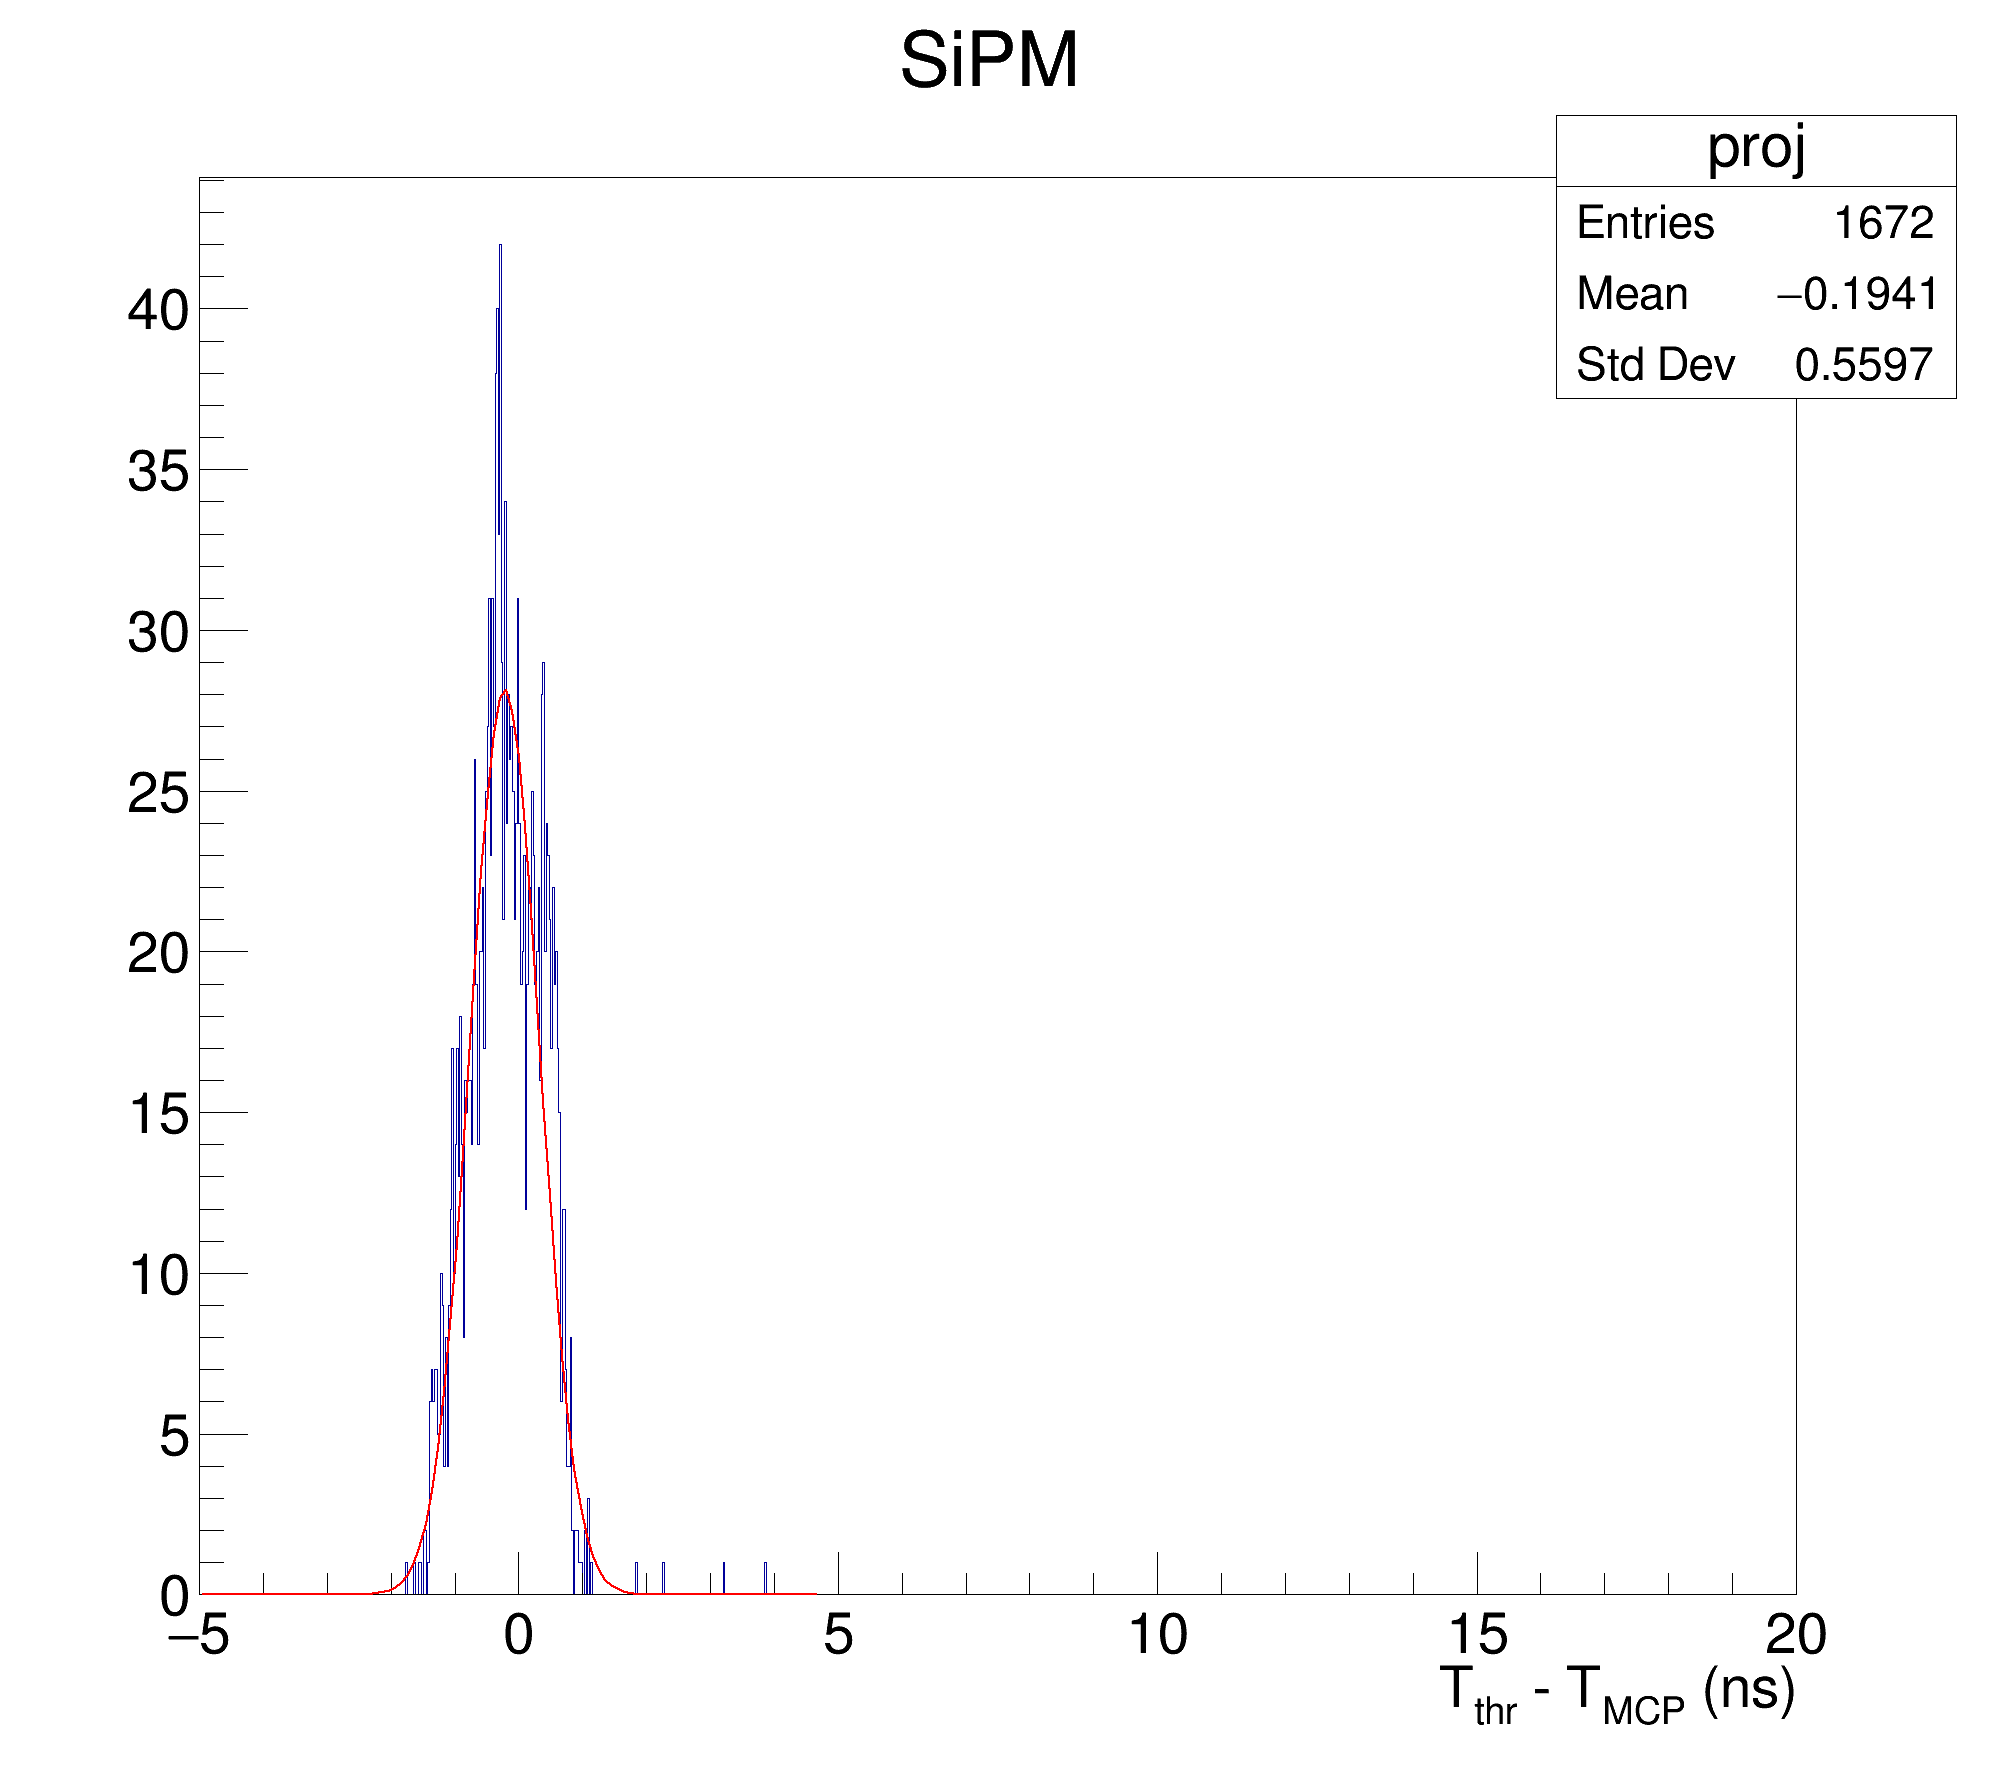 SiPM
proj
Entries 1672
Mean −0.1941
Std Dev 0.5597
40
35
30
25
20
15
10
5
0
−5 0 5 10 15 20
T_thr - T_MCP (ns)